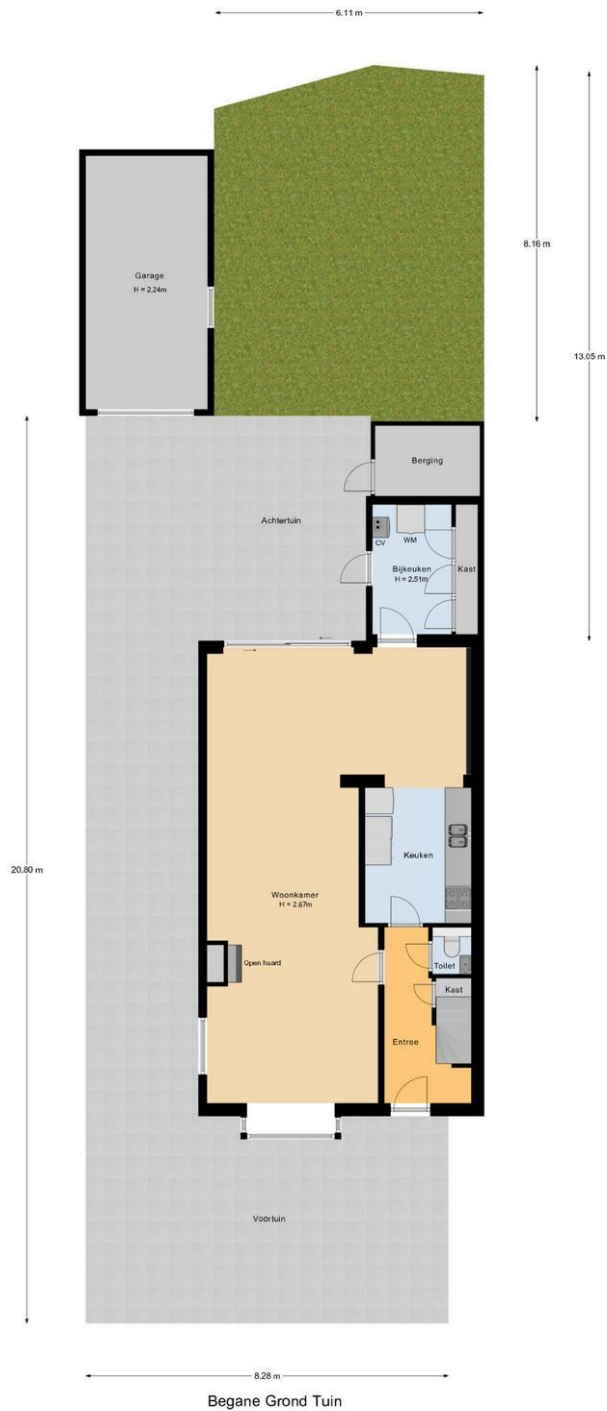 6.11 m
8.16 m
Garage
H = 2.24m
13.05 m
Berging
Achtertuin
CV
WM
Bijkeuken
H = 2.51m
Kast
Keuken
20.80 m
Woonkamer
H = 2.67m
Open haard
Toilet
Kast
Entree
Voortuin
8.28 m
Begane Grond Tuin